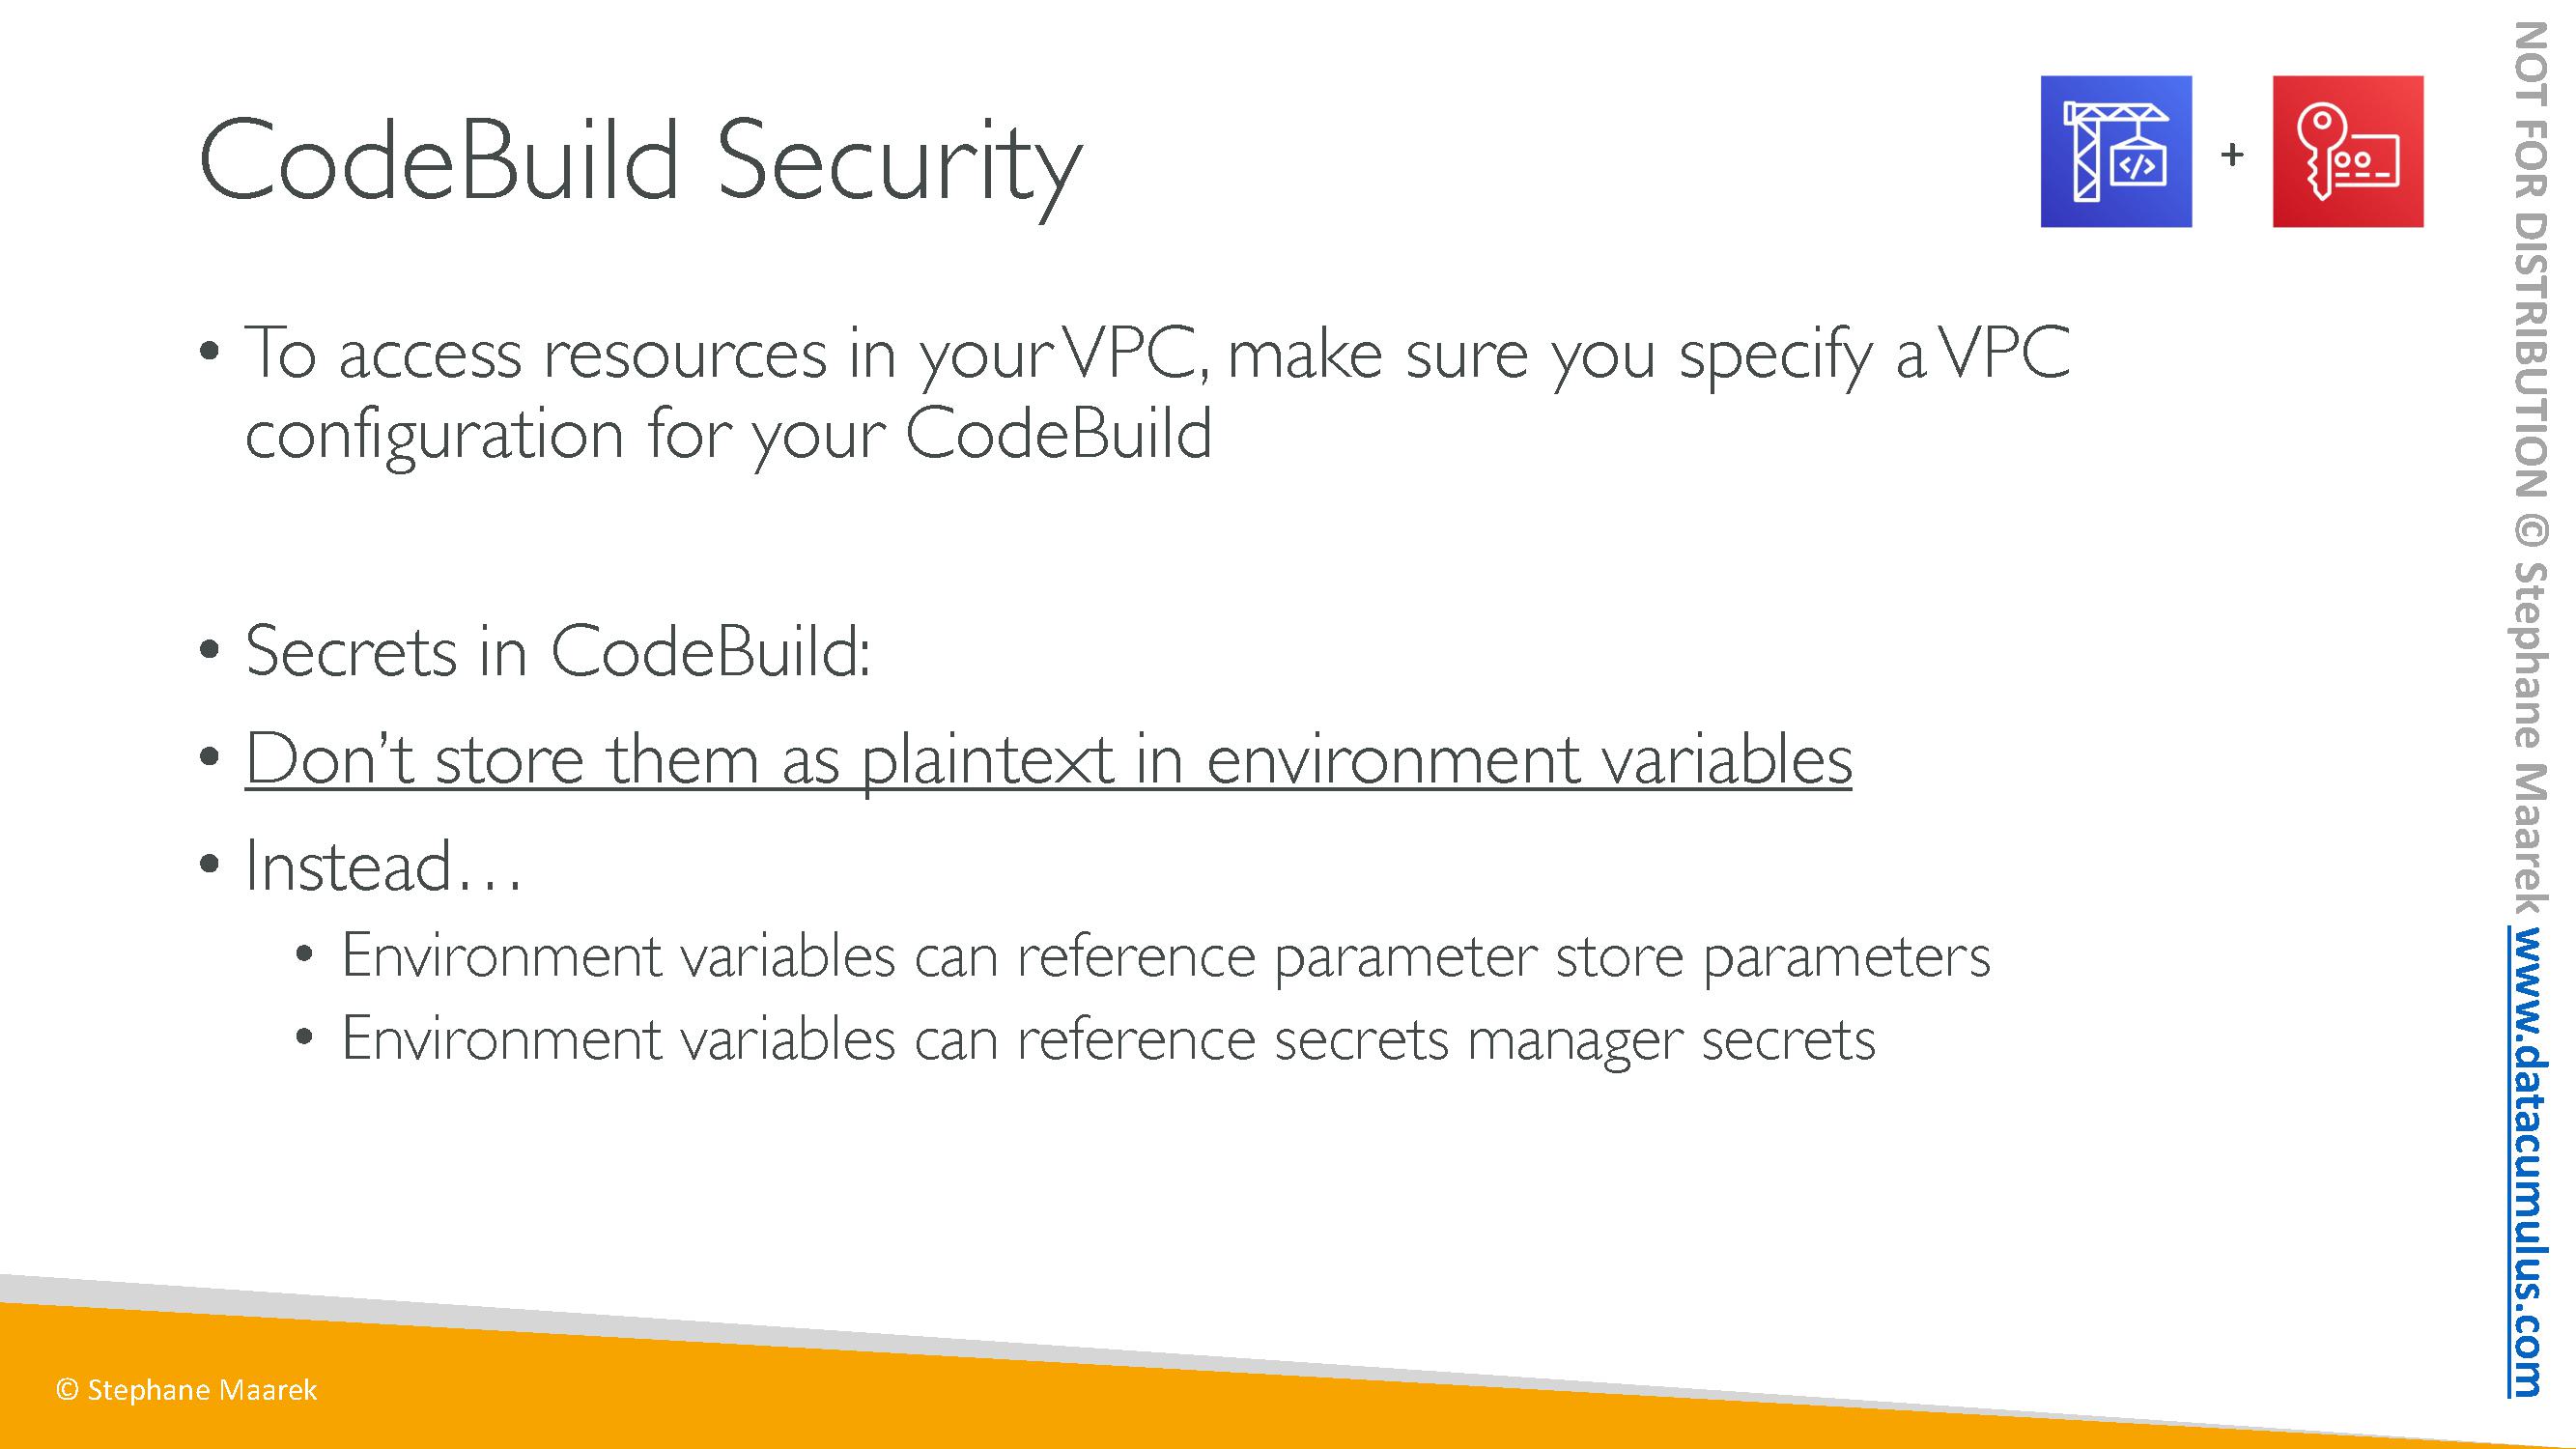 CodeBuild Security
+
• To access resources in your VPC, make sure you specify a VPC
configuration for your CodeBuild
• Secrets in CodeBuild:
• Don’t store them as plaintext in environment variables
• Instead…
• Environment variables can reference parameter store parameters
• Environment variables can reference secrets manager secrets
© Stephane Maarek
NOT FOR DISTRIBUTION © Stephane Maarek www.datacumulus.com